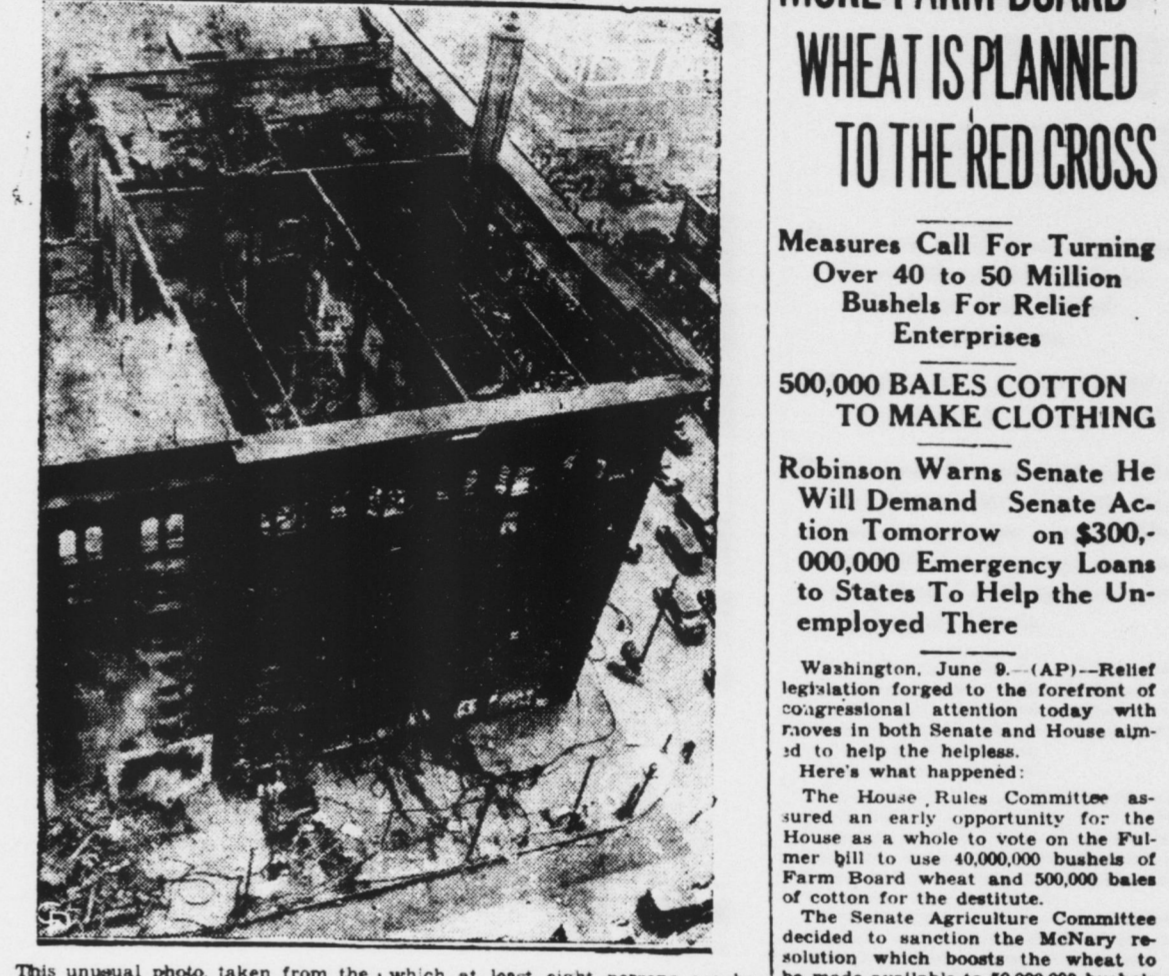 MORE FARM BOARD
WHEAT IS PLANNED
TO THE RED CROSS
Measures Call For Turning
Over 40 to 50 Million
Bushels For Relief
Enterprises
500,000 BALES COTTON
TO MAKE CLOTHING
Robinson Warns Senate He
Will Demand Senate Ac-
tion Tomorrow on $300,-
000,000 Emergency Loans
to States To Help the Un-
employed There
Washington, June 9.—(AP)—Relief
legislation forged to the forefront of
congressional attention today with
moves in both Senate and House aim-
ed to help the helpless.
Here's what happened:
The House Rules Committee as-
sured an early opportunity for the
House as a whole to vote on the Ful-
mer bill to use 40,000,000 bushels of
Farm Board wheat and 500,000 bales
of cotton for the destitute.
The Senate Agriculture Committee
decided to sanction the McNary re-
solution which boosts the wheat to
This unusual photo taken from the which at least eight